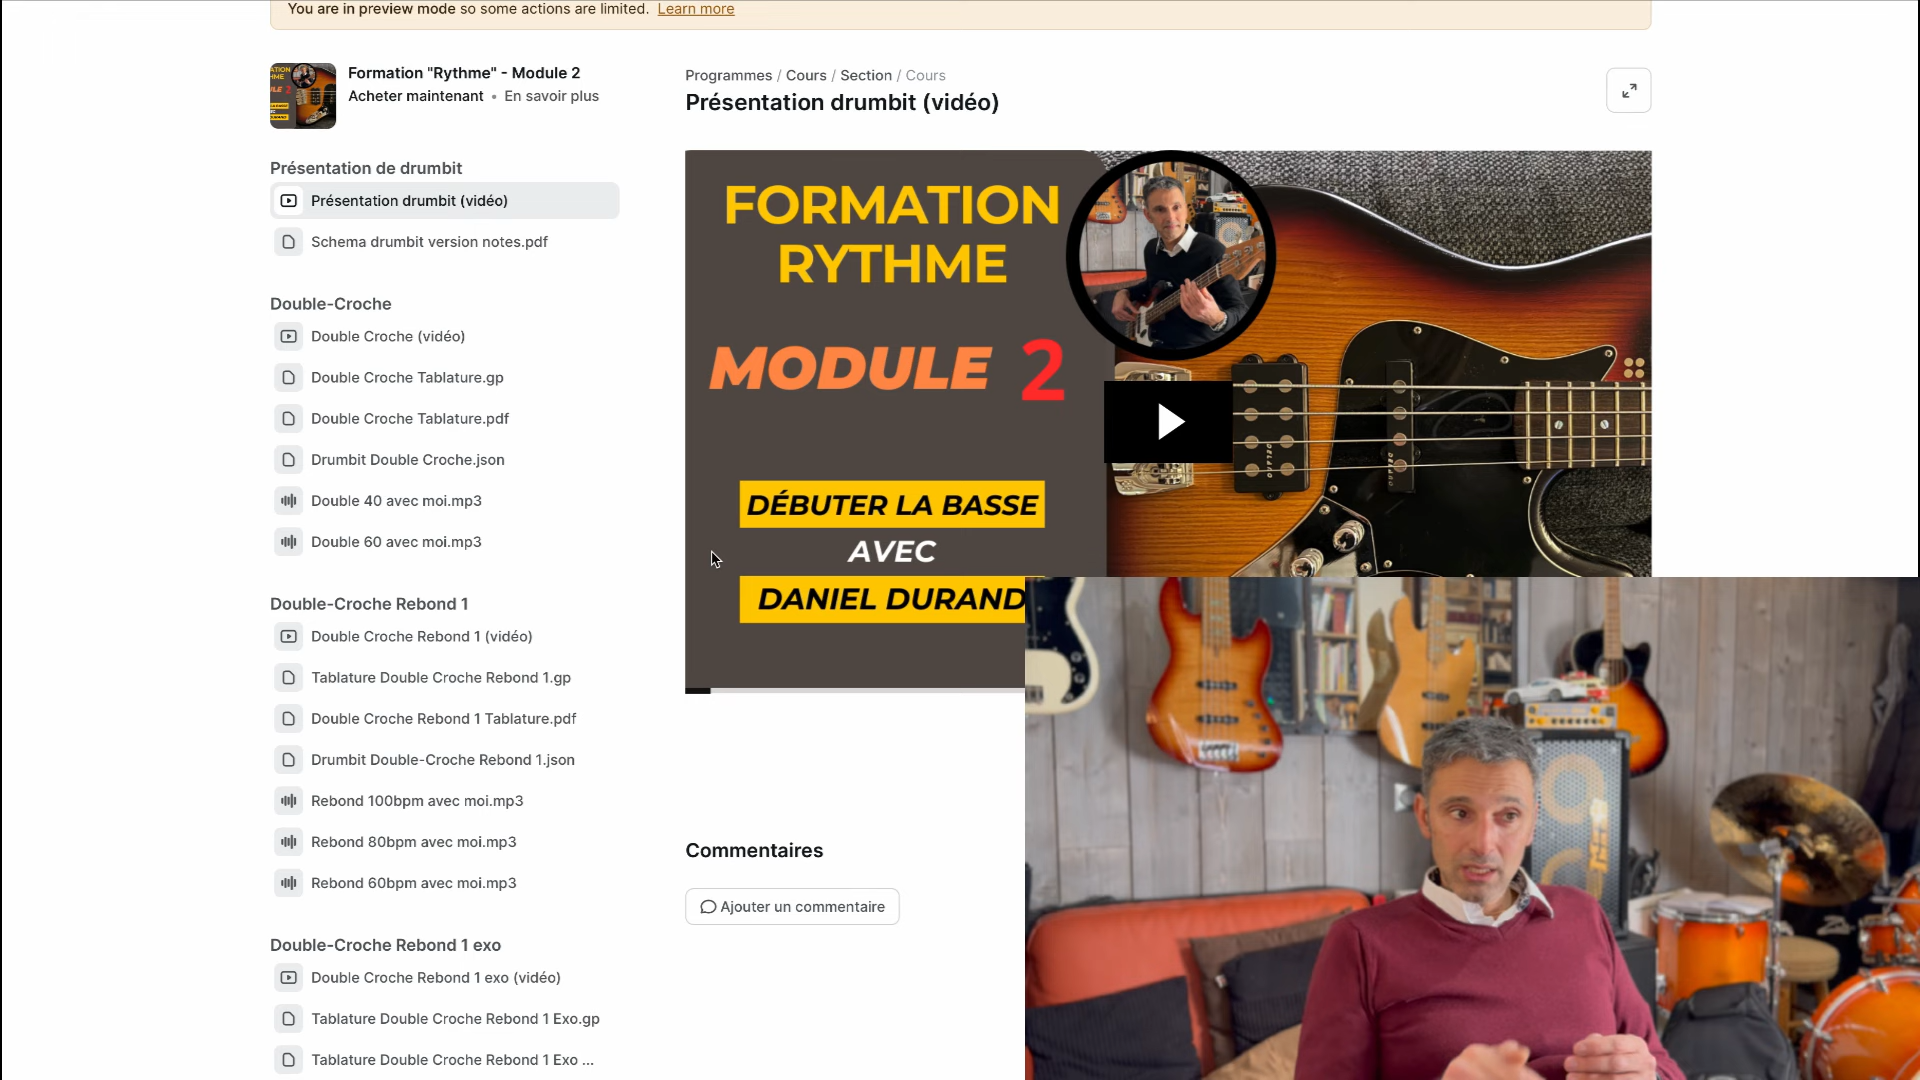 You are in preview mode so some actions are limited. Learn more
Formation "Rythme" - Module 2
Acheter maintenant • En savoir plus
Présentation de drumbit
Présentation drumbit (vidéo)
Schema drumbit version notes.pdf
Double-Croche
Double Croche (vidéo)
Double Croche Tablature.gp
Double Croche Tablature.pdf
Drumbit Double Croche.json
Double 40 avec moi.mp3
Double 60 avec moi.mp3
Double-Croche Rebond 1
Double Croche Rebond 1 (vidéo)
Tablature Double Croche Rebond 1.gp
Double Croche Rebond 1 Tablature.pdf
Drumbit Double-Croche Rebond 1.json
Rebond 100bpm avec moi.mp3
Rebond 80bpm avec moi.mp3
Rebond 60bpm avec moi.mp3
Double-Croche Rebond 1 exo
Double Croche Rebond 1 exo (vidéo)
Tablature Double Croche Rebond 1 Exo.gp
Tablature Double Croche Rebond 1 Exo ...
Programmes / Cours / Section / Cours
Présentation drumbit (vidéo)
FORMATION
RYTHME
MODULE 2
DÉBUTER LA BASSE
AVEC
DANIEL DURAND
Commentaires
Ajouter un commentaire